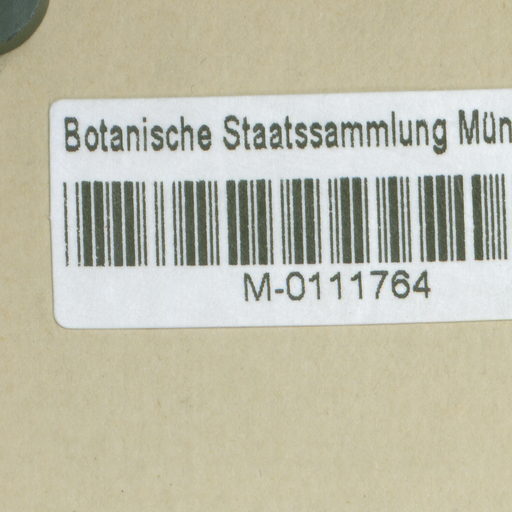 Botanische Staatssammlung Mün
M-0111764